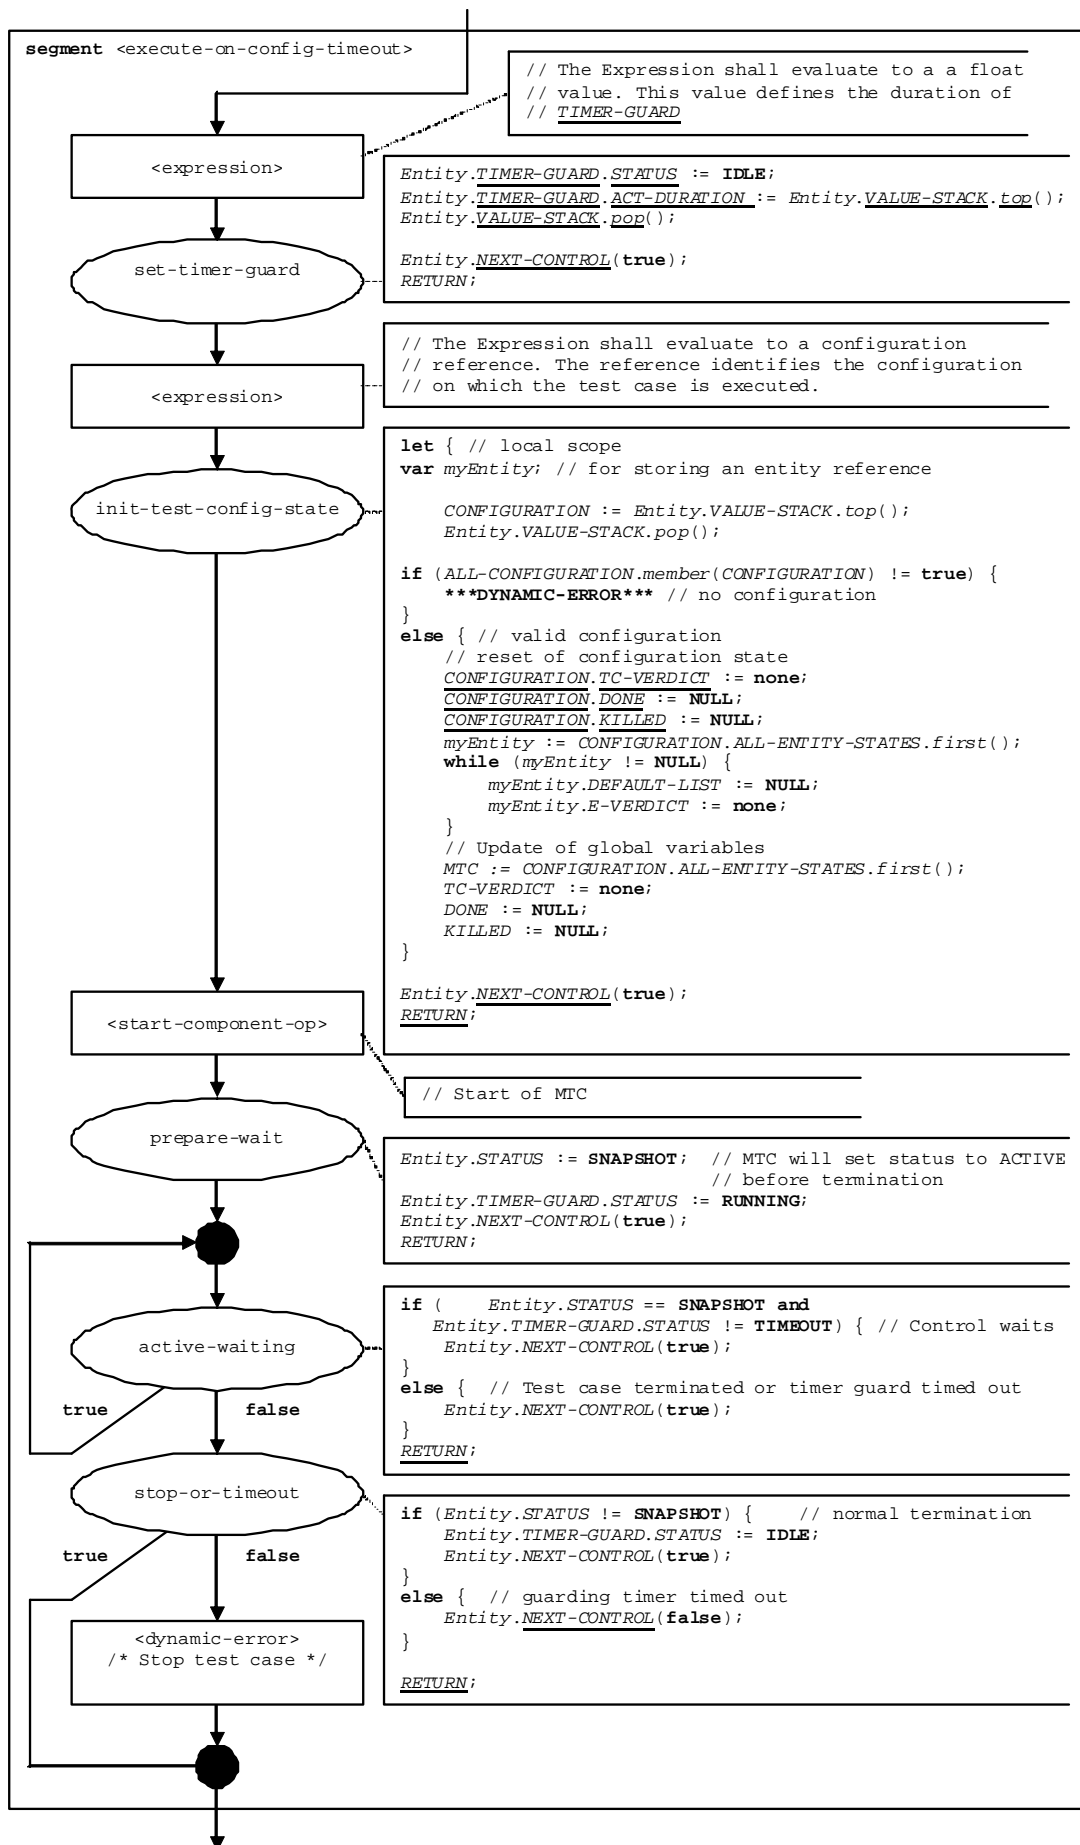 segment <execute-on-config-timeout>
// The Expression shall evaluate to a a float
// value. This value defines the duration of
// TIMER-GUARD
<expression>
Entity.TIMER-GUARD.STATUS := IDLE;
Entity.TIMER-GUARD.ACT-DURATION := Entity.VALUE-STACK.top();
Entity.VALUE-STACK.pop();
Entity.NEXT-CONTROL(true);
RETURN;
set-timer-guard
// The Expression shall evaluate to a configuration
// reference. The reference identifies the configuration
// on which the test case is executed.
<expression>
let { // local scope
var myEntity; // for storing an entity reference
CONFIGURATION := Entity.VALUE-STACK.top();
Entity.VALUE-STACK.pop();
if (ALL-CONFIGURATION.member(CONFIGURATION) != true) {
***DYNAMIC-ERROR*** // no configuration
}
else { // valid configuration
// reset of configuration state
CONFIGURATION.TC-VERDICT := none;
CONFIGURATION.DONE := NULL;
CONFIGURATION.KILLED := NULL;
myEntity := CONFIGURATION.ALL-ENTITY-STATES.first();
while (myEntity != NULL) {
myEntity.DEFAULT-LIST := NULL;
myEntity.E-VERDICT := none;
}
// Update of global variables
MTC := CONFIGURATION.ALL-ENTITY-STATES.first();
TC-VERDICT := none;
DONE := NULL;
KILLED := NULL;
}
Entity.NEXT-CONTROL(true);
RETURN;
init-test-config-state
<start-component-op>
// Start of MTC
prepare-wait
Entity.STATUS := SNAPSHOT; // MTC will set status to ACTIVE
// before termination
Entity.TIMER-GUARD.STATUS := RUNNING;
Entity.NEXT-CONTROL(true);
RETURN;
if ( Entity.STATUS == SNAPSHOT and
Entity.TIMER-GUARD.STATUS != TIMEOUT) { // Control waits
Entity.NEXT-CONTROL(true);
}
else { // Test case terminated or timer guard timed out
Entity.NEXT-CONTROL(true);
}
RETURN;
active-waiting
true false
stop-or-timeout
if (Entity.STATUS != SNAPSHOT) { // normal termination
Entity.TIMER-GUARD.STATUS := IDLE;
Entity.NEXT-CONTROL(true);
}
else { // guarding timer timed out
Entity.NEXT-CONTROL(false);
}
RETURN;
true false
<dynamic-error>
/* Stop test case */